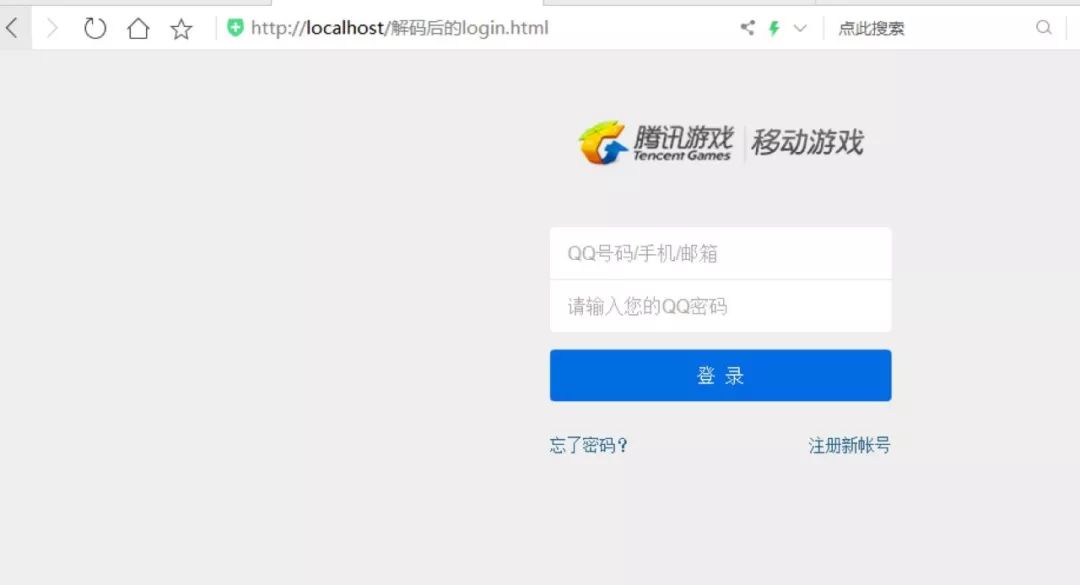 http://localhost/解码后的login.html 点此搜索
腾讯游戏 移动游戏
Tencent Games
QQ号码/手机/邮箱
请输入您的QQ密码
登 录
忘了密码？ 注册新帐号